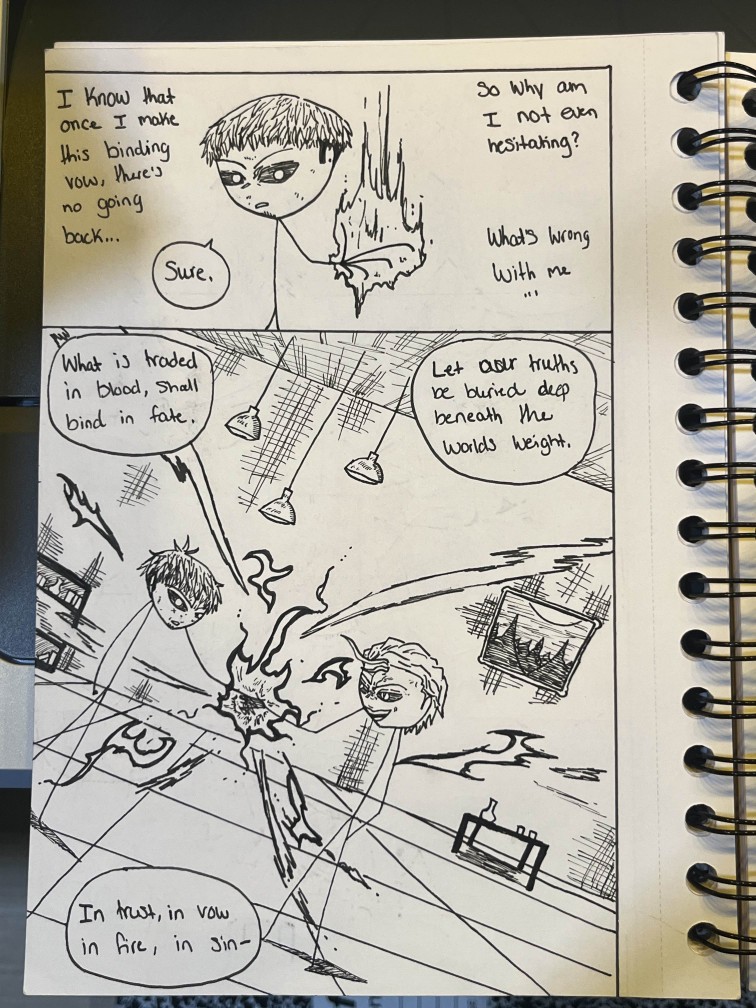 I know that
once I make
this binding
vow, there's
no going
back...
So why am
I not even
hesitaking?
Sure.
What's wrong
with me
...
What is traded
in blood, shall
bind in fate.
Let our truths
be buried deep
beneath the
worlds weight.
In trust, in vow
in fire, in sin-